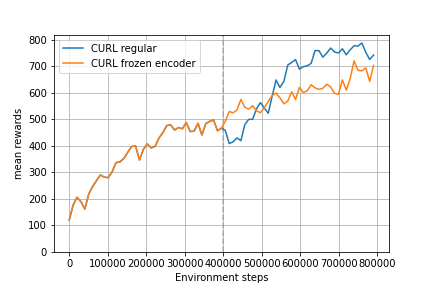 800
700
600
500
400
300
200
100
0
mean rewards
CURL regular
CURL frozen encoder
0 100000 200000 300000 400000 500000 600000 700000 800000
Environment steps